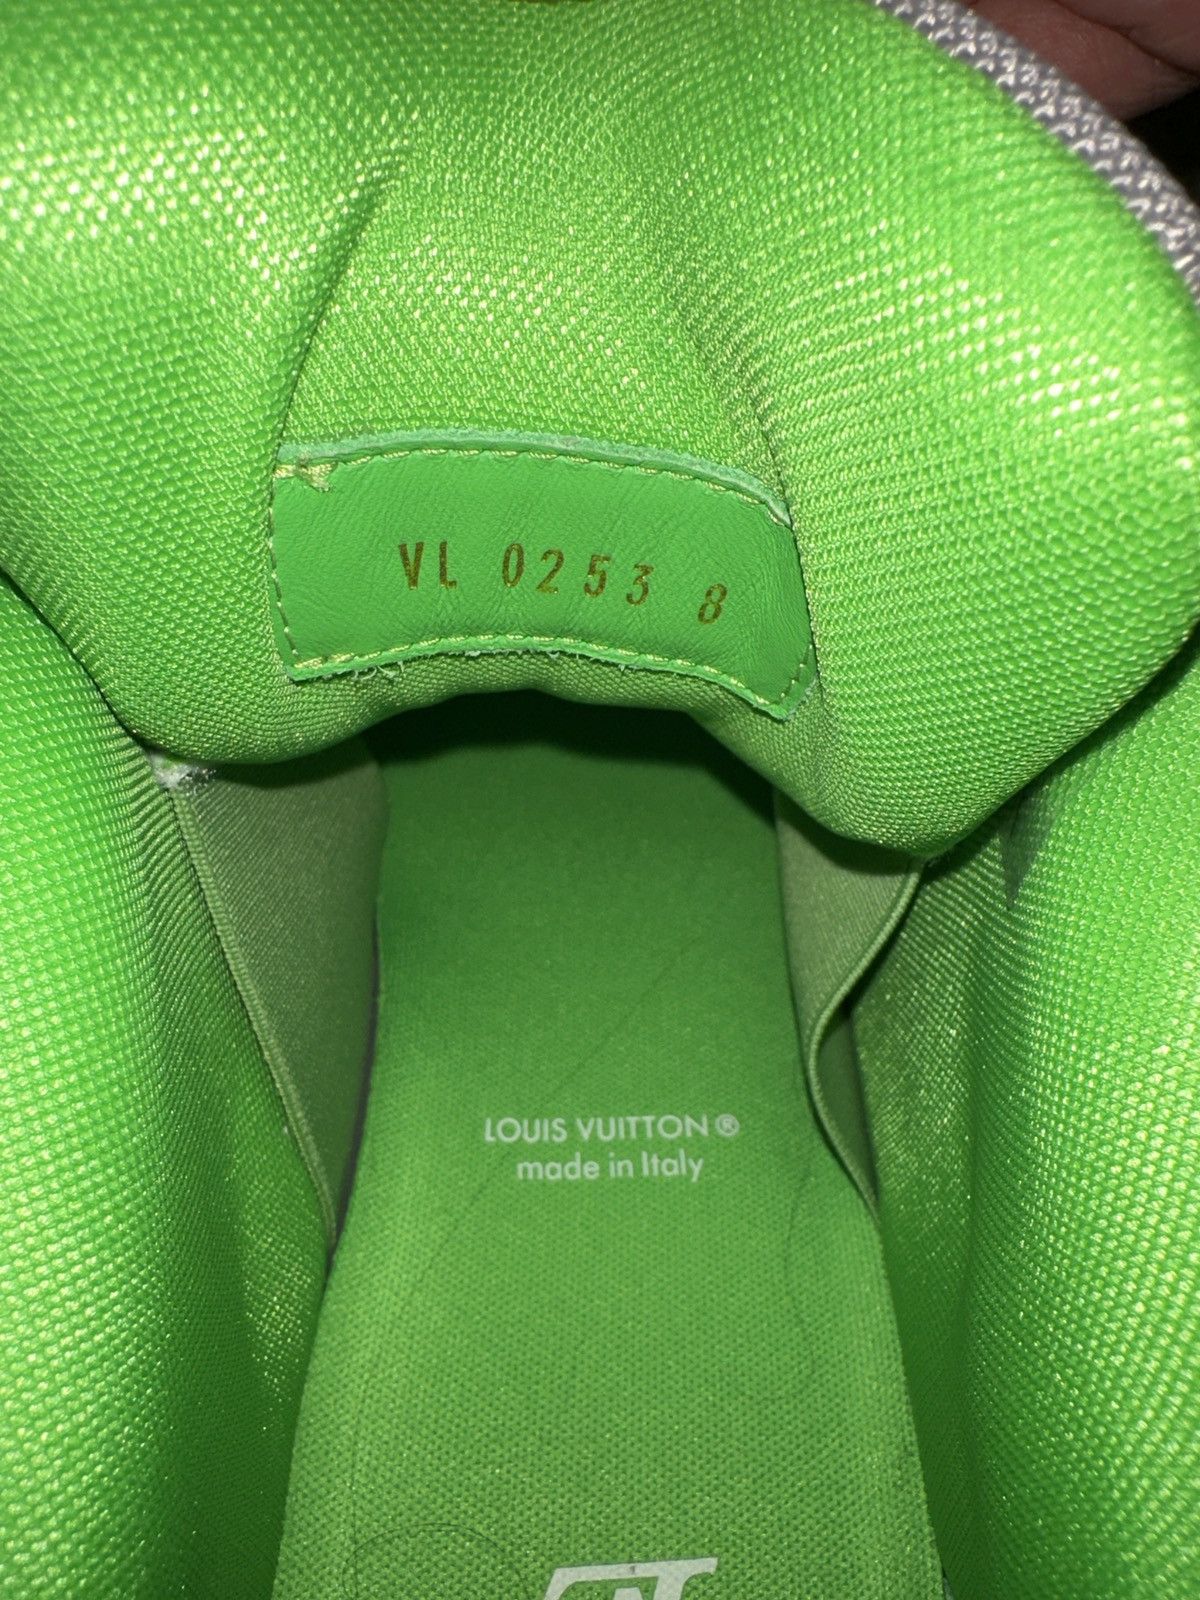 VL 0253 8
LOUIS VUITTON®
made in Italy